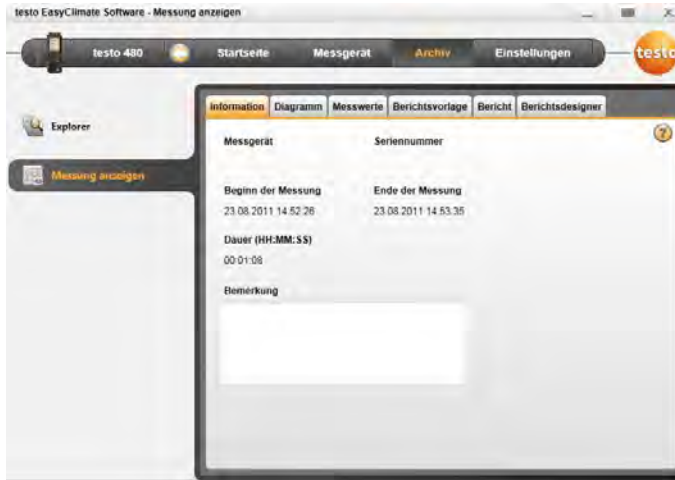 testo EasyClimate Software - Messung anzeigen
testo 480 Startseite Messgerät Archiv Einstellungen testo
Information Diagramm Messwerte Berichtsvorlage Bericht Berichtsdesigner
Explorer
Messung anzeigen
Messgerät Seriennummer
Beginn der Messung Ende der Messung
23.08.2011 14:52:26 23.08.2011 14:53:35
Dauer (HH:MM:SS)
00:01:08
Bemerkung